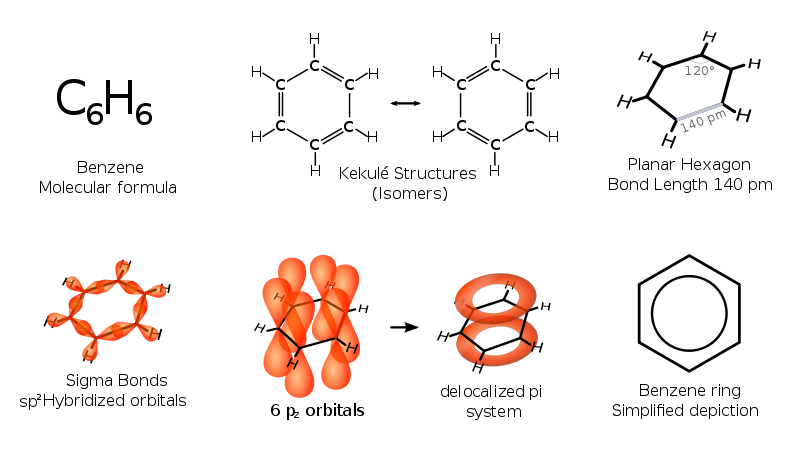 C₆H₆
Benzene
Molecular formula
H
H H
C
C C
C C
C
H H
H
H
H H
C
C C
C C
C
H H
H
Kekulé Structures
(Isomers)
H
H H
120°
H H
140 pm
H
Planar Hexagon
Bond Length 140 pm
H
H H
H H
H
Sigma Bonds
sp²Hybridized orbitals
H
H H
H H
H
6 pz orbitals
H
H
H H
H
delocalized pi
system
Benzene ring
Simplified depiction